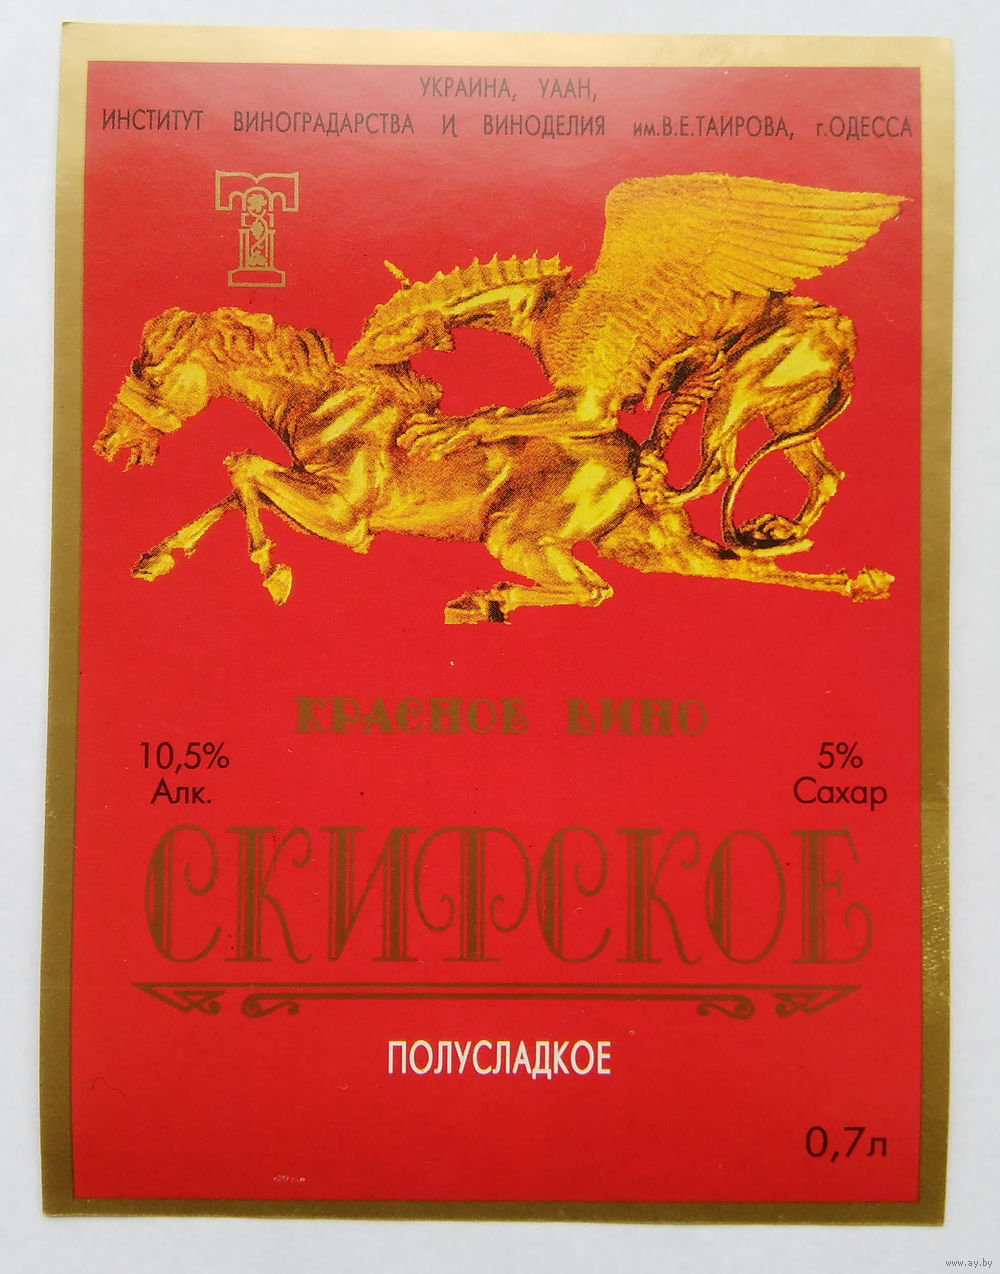 УКРАИНА, УААН,
ИНСТИТУТ ВИНОГРАДАРСТВА И ВИНОДЕЛИЯ им.В.Е.ТАИРОВА, г.ОДЕССА
КРАСНОЕ ВИНО
10,5%
Алк.
5%
Сахар
СКИФСКОЕ
ПОЛУСЛАДКОЕ
0,7л
www.ay.by